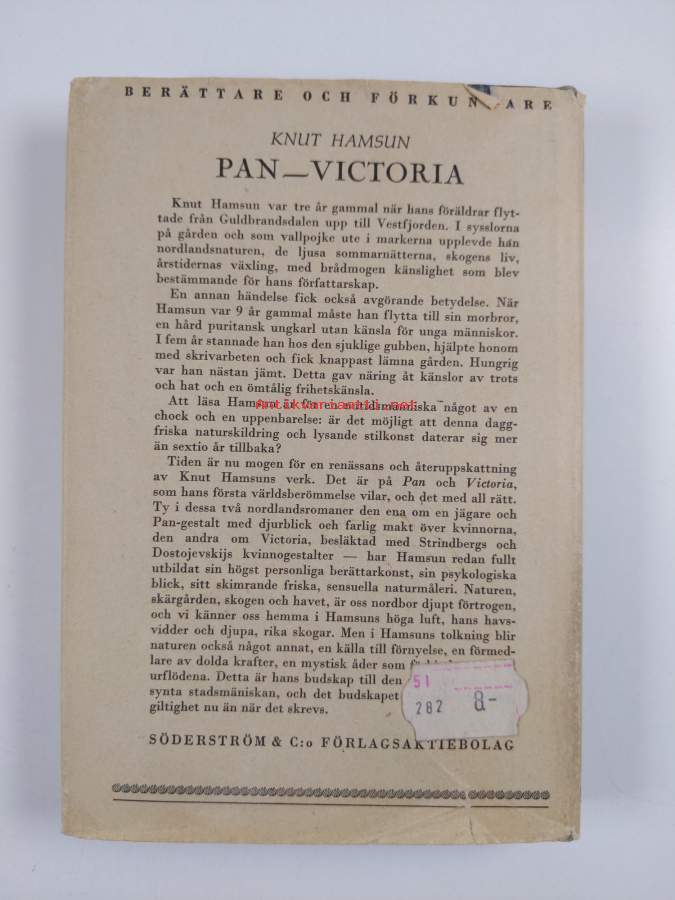 BERÄTTARE OCH FÖRKUN ARE
KNUT HAMSUN
PAN—VICTORIA
Knut Hamsun var tre år gammal när hans föräldrar flyt-
tade från Guldbrandsdalen upp till Vestfjorden. I sysslorna
på gården och som vallpojke ute i markerna upplevde han
nordlandsnaturen, de ljusa sommarnätterna, skogens liv,
årstidernas växling, med brådmogen känslighet som blev
bestämmande för hans författarskap.
En annan händelse fick också avgörande betydelse. När
Hamsun var 9 år gammal måste han flytta till sin morbror,
en hård puritansk ungkarl utan känsla för unga människor.
I fem år stannade han hos den sjuklige gubben, hjälpte honom
med skrivarbeten och fick knappast lämna gården. Hungrig
var han nästan jämt. Detta gav näring åt känslor av trots
och hat och en ömtålig frihetskänsla.
Att läsa Hamsun är för en nutidsmänniska något av en
chock och en uppenbarelse: är det möjligt att denna dagg-
friska naturskildring och lysande stilkonst daterar sig mer
än sextio år tillbaka?
Tiden är nu mogen för en renässans och återuppskattning
av Knut Hamsuns verk. Det är på Pan och Victoria,
som hans första världsberömmelse vilar, och det med all rätt.
Ty i dessa två nordlandsromaner den ena om en jägare och
Pan-gestalt med djurblick och farlig makt över kvinnorna,
den andra om Victoria, besläktad med Strindbergs och
Dostojevskijs kvinnogestalter — har Hamsun redan fullt
utbildat sin högst personliga berättarkonst, sin psykologiska
blick, sitt skimrande friska, sensuella naturmåleri. Naturen,
skärgården, skogen och havet, är oss nordbor djupt förtrogen,
och vi känner oss hemma i Hamsuns höga luft, hans havs-
vidder och djupa, rika skogar. Men i Hamsuns tolkning blir
naturen också något annat, en källa till förnyelse, en förmed-
lare av dolda krafter, en mystisk åder som
urflödena. Detta är hans budskap till den
synta stadsmäniskan, och det budskapet
giltighet nu än när det skrevs.
51
282 8-
SÖDERSTRÖM & C:o FÖRLAGSAKTIEBOLAG